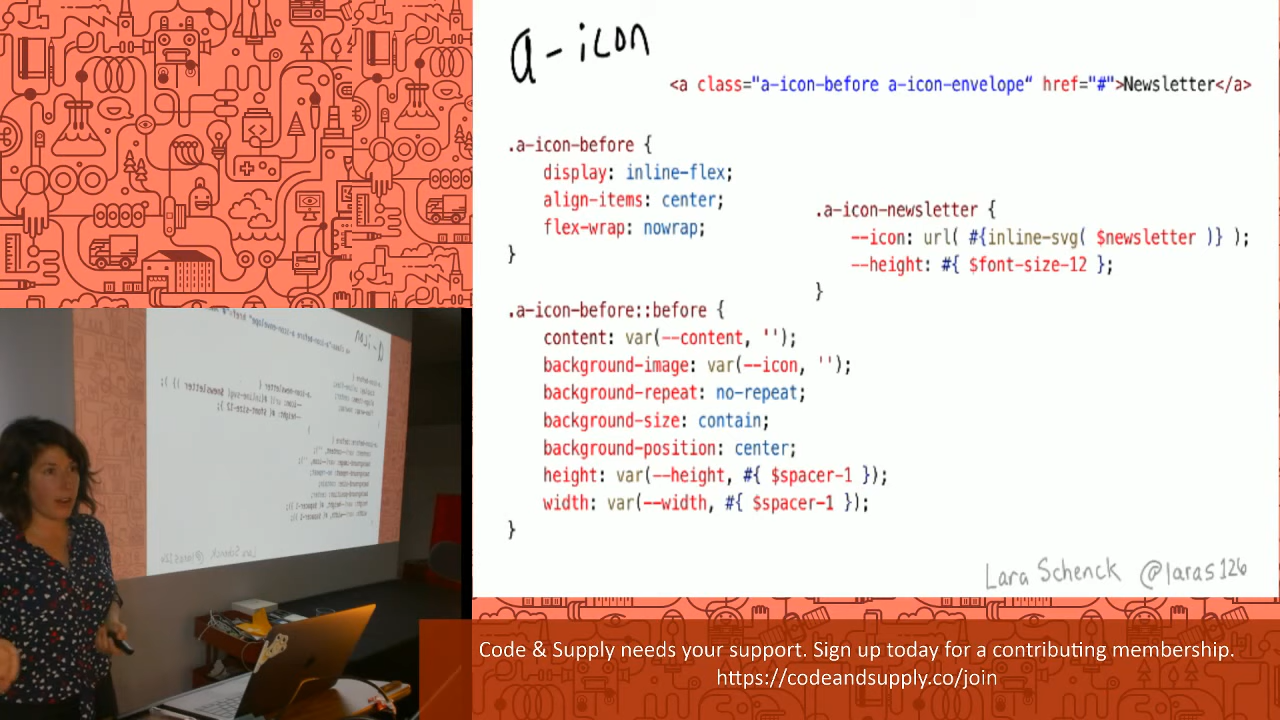 a-icon
<a class="a-icon-before a-icon-envelope“ href="#">Newsletter</a>
.a-icon-before {
display: inline-flex;
align-items: center;
flex-wrap: nowrap;
}
.a-icon-newsletter {
--icon: url( #{inline-svg( $newsletter )} );
--height: #{ $font-size-12 };
}
.a-icon-before::before {
content: var(--content, '');
background-image: var(--icon, '');
background-repeat: no-repeat;
background-size: contain;
background-position: center;
height: var(--height, #{ $spacer-1 });
width: var(--width, #{ $spacer-1 });
}
Lara Schenck @laras126
Code & Supply needs your support. Sign up today for a contributing membership.
https://codeandsupply.co/join